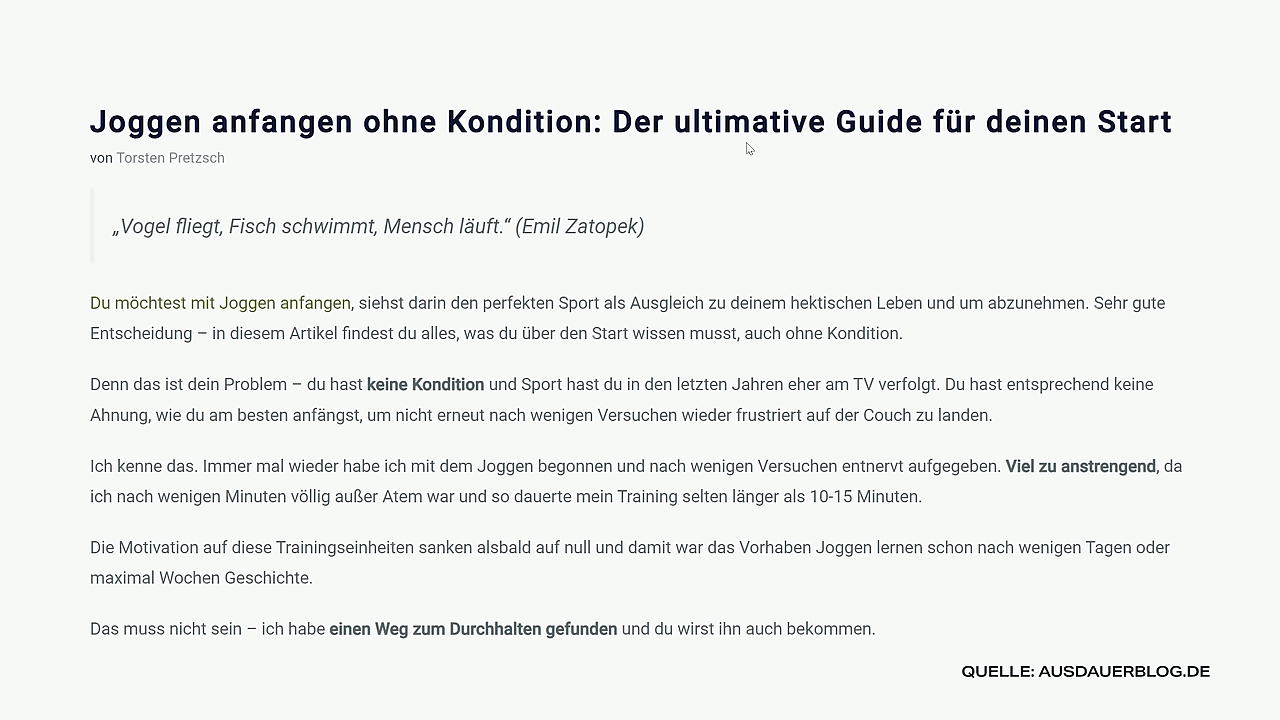 Joggen anfangen ohne Kondition: Der ultimative Guide für deinen Start
von Torsten Pretzsch
„Vogel fliegt, Fisch schwimmt, Mensch läuft.“ (Emil Zatopek)
Du möchtest mit Joggen anfangen, siehst darin den perfekten Sport als Ausgleich zu deinem hektischen Leben und um abzunehmen. Sehr gute
Entscheidung – in diesem Artikel findest du alles, was du über den Start wissen musst, auch ohne Kondition.
Denn das ist dein Problem – du hast keine Kondition und Sport hast du in den letzten Jahren eher am TV verfolgt. Du hast entsprechend keine
Ahnung, wie du am besten anfängst, um nicht erneut nach wenigen Versuchen wieder frustriert auf der Couch zu landen.
Ich kenne das. Immer mal wieder habe ich mit dem Joggen begonnen und nach wenigen Versuchen entnervt aufgegeben. Viel zu anstrengend, da
ich nach wenigen Minuten völlig außer Atem war und so dauerte mein Training selten länger als 10-15 Minuten.
Die Motivation auf diese Trainingseinheiten sanken alsbald auf null und damit war das Vorhaben Joggen lernen schon nach wenigen Tagen oder
maximal Wochen Geschichte.
Das muss nicht sein – ich habe einen Weg zum Durchhalten gefunden und du wirst ihn auch bekommen.
QUELLE: AUSDAUERBLOG.DE